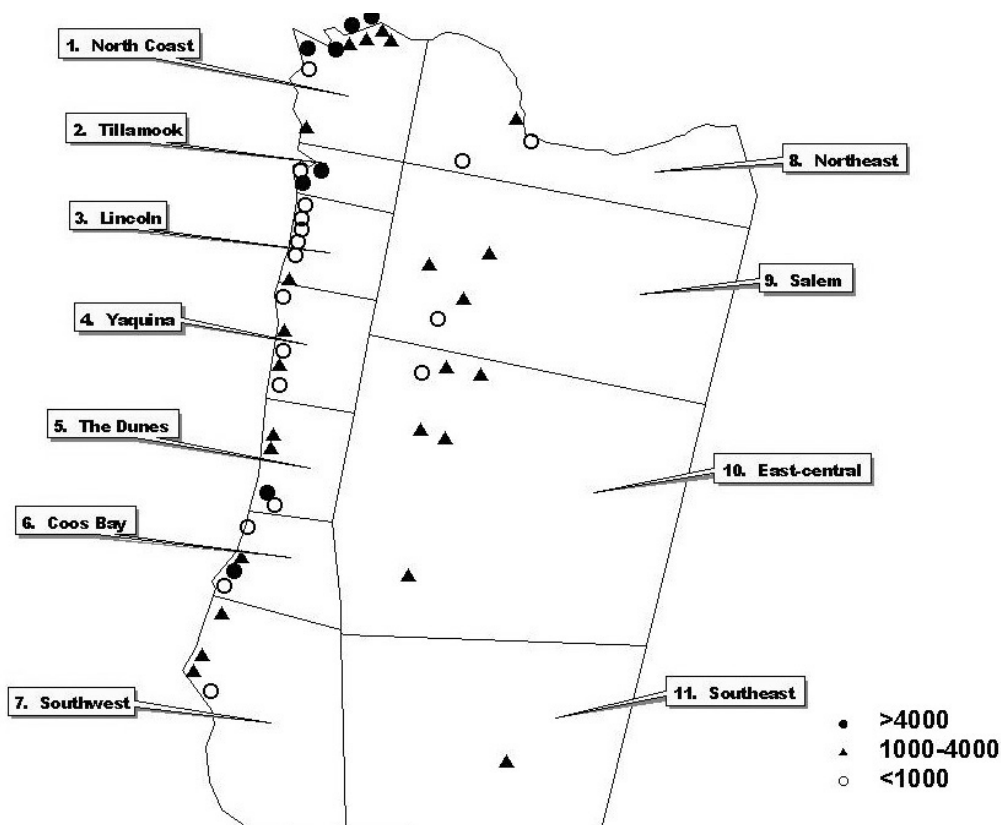 1. North Coast
2. Tillamook
3. Lincoln
4. Yaquina
5. The Dunes
6. Coos Bay
7. Southwest
8. Northeast
9. Salem
10. East-central
11. Southeast
>4000
1000-4000
<1000